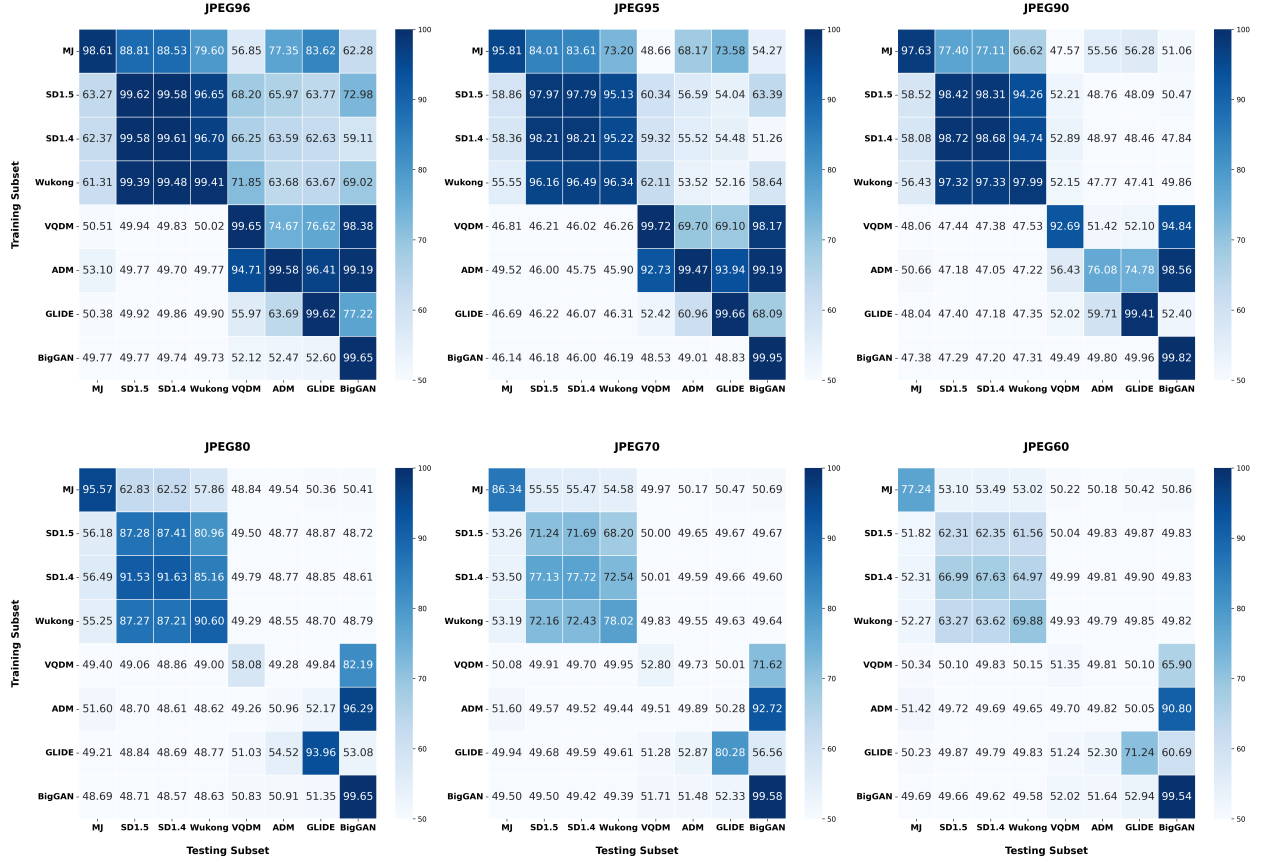 JPEG96 JPEG95 JPEG90
MJ 98.61 88.81 88.53 79.60 56.85 77.35 83.62 62.28
SD1.5 63.27 99.62 99.58 96.65 68.20 65.97 63.77 72.98
SD1.4 62.37 99.58 99.61 96.70 66.25 63.59 62.63 59.11
Wukong 61.31 99.39 99.48 99.41 71.85 63.68 63.67 69.02
VQDM 50.51 49.94 49.83 50.02 99.65 74.67 76.62 98.38
ADM 53.10 49.77 49.70 49.77 94.71 99.58 96.41 99.19
GLIDE 50.38 49.92 49.86 49.90 55.97 63.69 99.62 77.22
BigGAN 49.77 49.77 49.74 49.73 52.12 52.47 52.60 99.65
MJ SD1.5 SD1.4 Wukong VQDM ADM GLIDE BigGAN
100 90 80 70 60 50
Training Subset
MJ 95.81 84.01 83.61 73.20 48.66 68.17 73.58 54.27
SD1.5 58.86 97.97 97.79 95.13 60.34 56.59 54.04 63.39
SD1.4 58.36 98.21 98.21 95.22 59.32 55.52 54.48 51.26
Wukong 55.55 96.16 96.49 96.34 62.11 53.52 52.16 58.64
VQDM 46.81 46.21 46.02 46.26 99.72 69.70 69.10 98.17
ADM 49.52 46.00 45.75 45.90 92.73 99.47 93.94 99.19
GLIDE 46.69 46.22 46.07 46.31 52.42 60.96 99.66 68.09
BigGAN 46.14 46.18 46.00 46.19 48.53 49.01 48.83 99.95
MJ SD1.5 SD1.4 Wukong VQDM ADM GLIDE BigGAN
100 90 80 70 60 50
MJ 97.63 77.40 77.11 66.62 47.57 55.56 56.28 51.06
SD1.5 58.52 98.42 98.31 94.26 52.21 48.76 48.09 50.47
SD1.4 58.08 98.72 98.68 94.74 52.89 48.97 48.46 47.84
Wukong 56.43 97.32 97.33 97.99 52.15 47.77 47.41 49.86
VQDM 48.06 47.44 47.38 47.53 92.69 51.42 52.10 94.84
ADM 50.66 47.18 47.05 47.22 56.43 76.08 74.78 98.56
GLIDE 48.04 47.40 47.18 47.35 52.02 59.71 99.41 52.40
BigGAN 47.38 47.29 47.20 47.31 49.49 49.80 49.96 99.82
MJ SD1.5 SD1.4 Wukong VQDM ADM GLIDE BigGAN
100 90 80 70 60 50
JPEG80 JPEG70 JPEG60
MJ 95.57 62.83 62.52 57.86 48.84 49.54 50.36 50.41
SD1.5 56.18 87.28 87.41 80.96 49.50 48.77 48.87 48.72
SD1.4 56.49 91.53 91.63 85.16 49.79 48.77 48.85 48.61
Wukong 55.25 87.27 87.21 90.60 49.29 48.55 48.70 48.79
VQDM 49.40 49.06 48.86 49.00 58.08 49.28 49.84 82.19
ADM 51.60 48.70 48.61 48.62 49.26 50.96 52.17 96.29
GLIDE 49.21 48.84 48.69 48.77 51.03 54.52 93.96 53.08
BigGAN 48.69 48.71 48.57 48.63 50.83 50.91 51.35 99.65
MJ SD1.5 SD1.4 Wukong VQDM ADM GLIDE BigGAN
100 90 80 70 60 50
Training Subset
Testing Subset
MJ 86.34 55.55 55.47 54.58 49.97 50.17 50.47 50.69
SD1.5 53.26 71.24 71.69 68.20 50.00 49.65 49.67 49.67
SD1.4 53.50 77.13 77.72 72.54 50.01 49.59 49.66 49.60
Wukong 53.19 72.16 72.43 78.02 49.83 49.55 49.63 49.64
VQDM 50.08 49.91 49.70 49.95 52.80 49.73 50.01 71.62
ADM 51.60 49.57 49.52 49.44 49.51 49.89 50.28 92.72
GLIDE 49.94 49.68 49.59 49.61 51.28 52.87 80.28 56.56
BigGAN 49.50 49.50 49.42 49.39 51.71 51.48 52.33 99.58
MJ SD1.5 SD1.4 Wukong VQDM ADM GLIDE BigGAN
100 90 80 70 60 50
Testing Subset
MJ 77.24 53.10 53.49 53.02 50.22 50.18 50.42 50.86
SD1.5 51.82 62.31 62.35 61.56 50.04 49.83 49.87 49.83
SD1.4 52.31 66.99 67.63 64.97 49.99 49.81 49.90 49.83
Wukong 52.27 63.27 63.62 69.88 49.93 49.79 49.85 49.82
VQDM 50.34 50.10 49.83 50.15 51.35 49.81 50.10 65.90
ADM 51.42 49.72 49.69 49.65 49.70 49.82 50.05 90.80
GLIDE 50.23 49.87 49.79 49.83 51.24 52.30 71.24 60.69
BigGAN 49.69 49.66 49.62 49.58 52.02 51.64 52.94 99.54
MJ SD1.5 SD1.4 Wukong VQDM ADM GLIDE BigGAN
100 90 80 70 60 50
Testing Subset